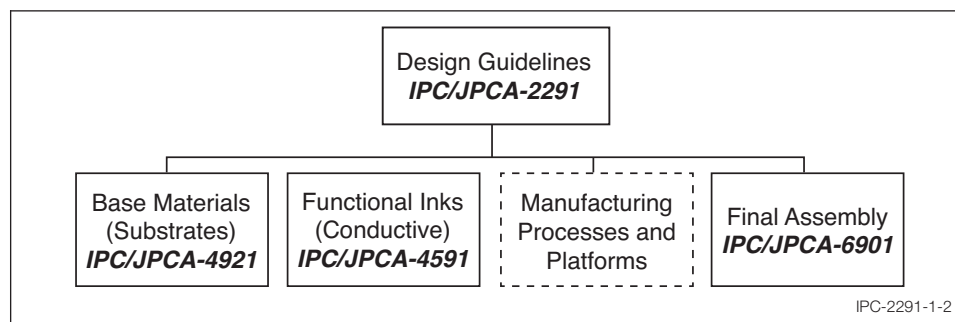 Design Guidelines
IPC/JPCA-2291
Base Materials
(Substrates)
IPC/JPCA-4921
Functional Inks
(Conductive)
IPC/JPCA-4591
Manufacturing
Processes and
Platforms
Final Assembly
IPC/JPCA-6901
IPC-2291-1-2